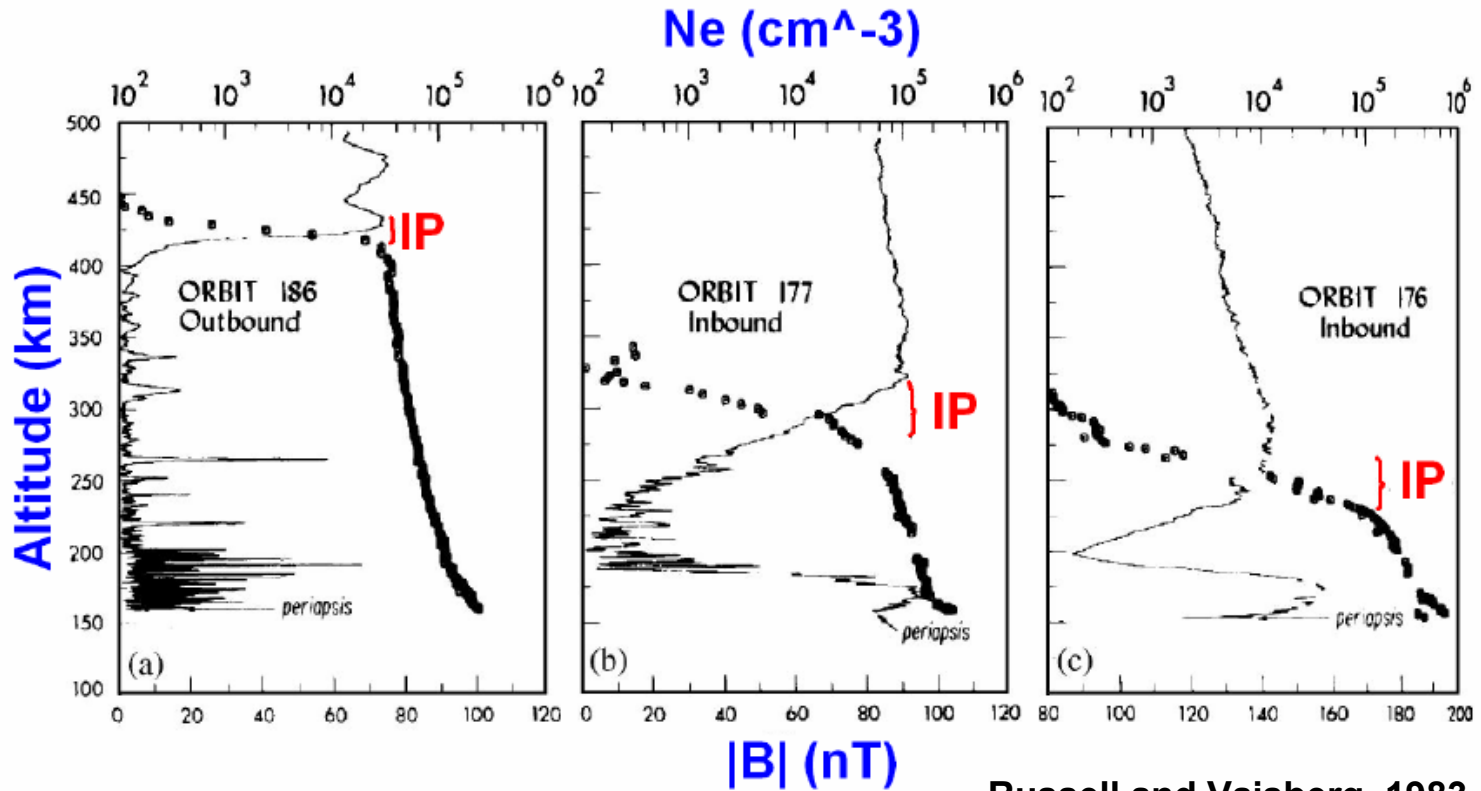 Ne (cm^-3)
10^2 10^3 10^4 10^5 10^6 10^2 10^3 10^4 10^5 10^6 10^2 10^3 10^4 10^5 10^6
Altitude (km)
500
450
400
350
300
250
200
150
100
IP
ORBIT 186
Outbound
periapsis
(a)
0 20 40 60 80 100 120
ORBIT 177
Inbound
IP
periapsis
(b)
0 20 40 60 80 100 120
ORBIT 176
Inbound
IP
periapsis
(c)
80 100 120 140 160 180 200
|B| (nT)
Russell and Vaisberg, 1983